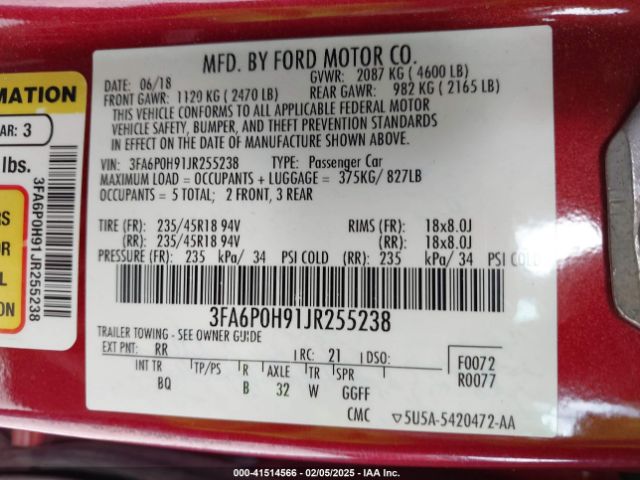 MFD. BY FORD MOTOR CO.
DATE: 06/18 GVWR: 2087 KG (4600 LB)
FRONT GAWR: 1120 KG (2470 LB) REAR GAWR: 982 KG (2165 LB)
THIS VEHICLE CONFORMS TO ALL APPLICABLE FEDERAL MOTOR
VEHICLE SAFETY, BUMPER, AND THEFT PREVENTION STANDARDS
IN EFFECT ON THE DATE OF MANUFACTURE SHOWN ABOVE.
VIN: 3FA6P0H91JR255238 TYPE: Passenger Car
MAXIMUM LOAD = OCCUPANTS + LUGGAGE = 375KG/ 827LB
OCCUPANTS = 5 TOTAL; 2 FRONT, 3 REAR
TIRE (FR): 235/45R18 94V RIMS (FR): 18x8.0J
(RR): 235/45R18 94V (RR): 18x8.0J
PRESSURE (FR): 235 kPa/ 34 PSI COLD (RR): 235 kPa/ 34 PSI COLD
3FA6P0H91JR255238
TRAILER TOWING - SEE OWNER GUIDE
EXT PNT: RR RC: 21 DSO: F0072
INT TR TP/PS R AXLE TR SPR R0077
BQ B 32 W GGFF
CMC ▽5U5A-5420472-AA
MATION
AR: 3
lbs.
3FA6P0H91JR255238
RS
OR
L
ION
000-41514566 — 02/05/2025 — IAA Inc.